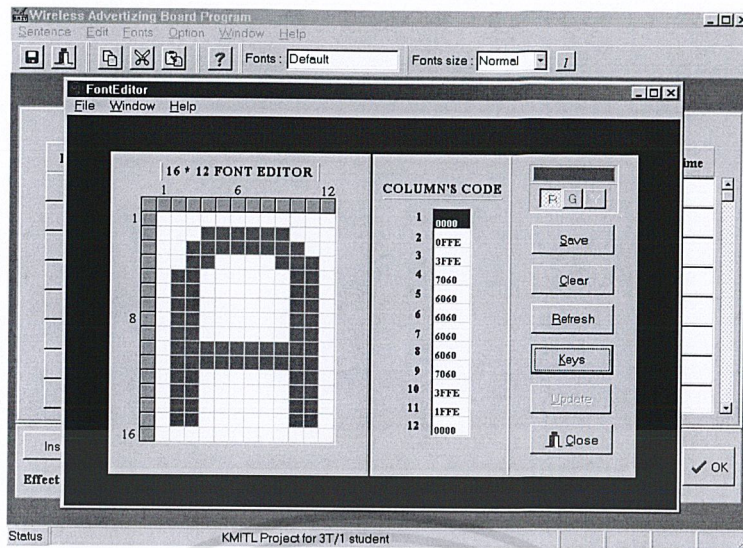 Wireless Advertizing Board Program
Sentence Edit Fonts Option Window Help
? Fonts : Default Fonts size : Normal 1
FontEditor
File Window Help
16 * 12 FONT EDITOR
1 6 12
1
8
16
COLUMN'S CODE
1 0000
2 0FFE
3 3FFE
4 7060
5 6060
6 6060
7 6060
8 6060
9 7060
10 3FFE
11 1FFE
12 0000
R G
Save
Clear
Refresh
Keys
Update
Close
ime
Ins
Effect
OK
Status KMITL Project for 3T/1 student